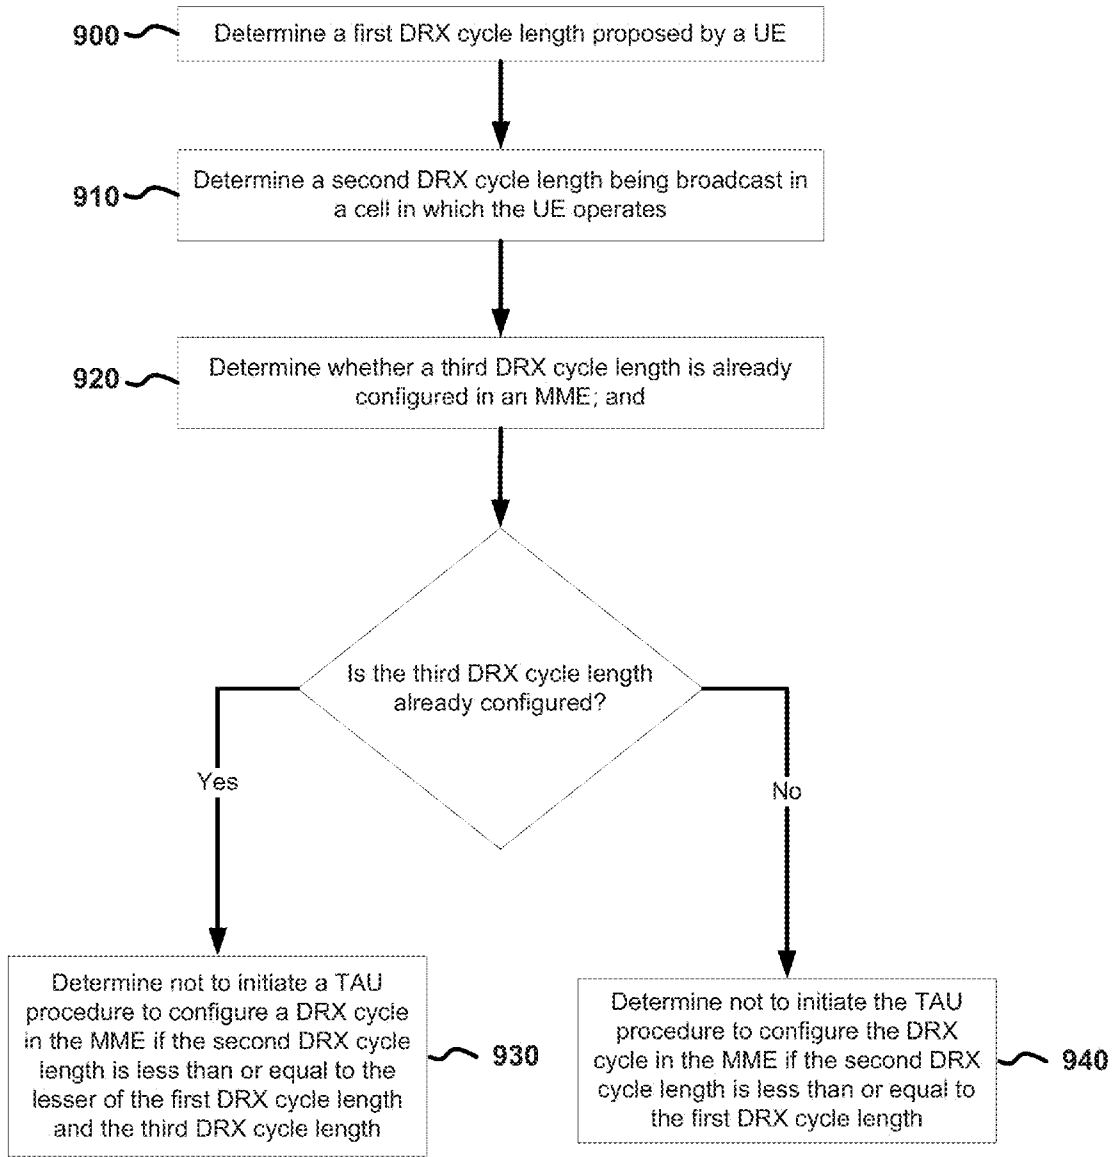 900
Determine a first DRX cycle length proposed by a UE
910
Determine a second DRX cycle length being broadcast in
a cell in which the UE operates
920
Determine whether a third DRX cycle length is already
configured in an MME; and
Is the third DRX cycle length
already configured?
Yes
No
Determine not to initiate a TAU
procedure to configure a DRX cycle
in the MME if the second DRX cycle
length is less than or equal to the
lesser of the first DRX cycle length
and the third DRX cycle length
930
Determine not to initiate the TAU
procedure to configure the DRX
cycle in the MME if the second DRX
cycle length is less than or equal to
the first DRX cycle length
940